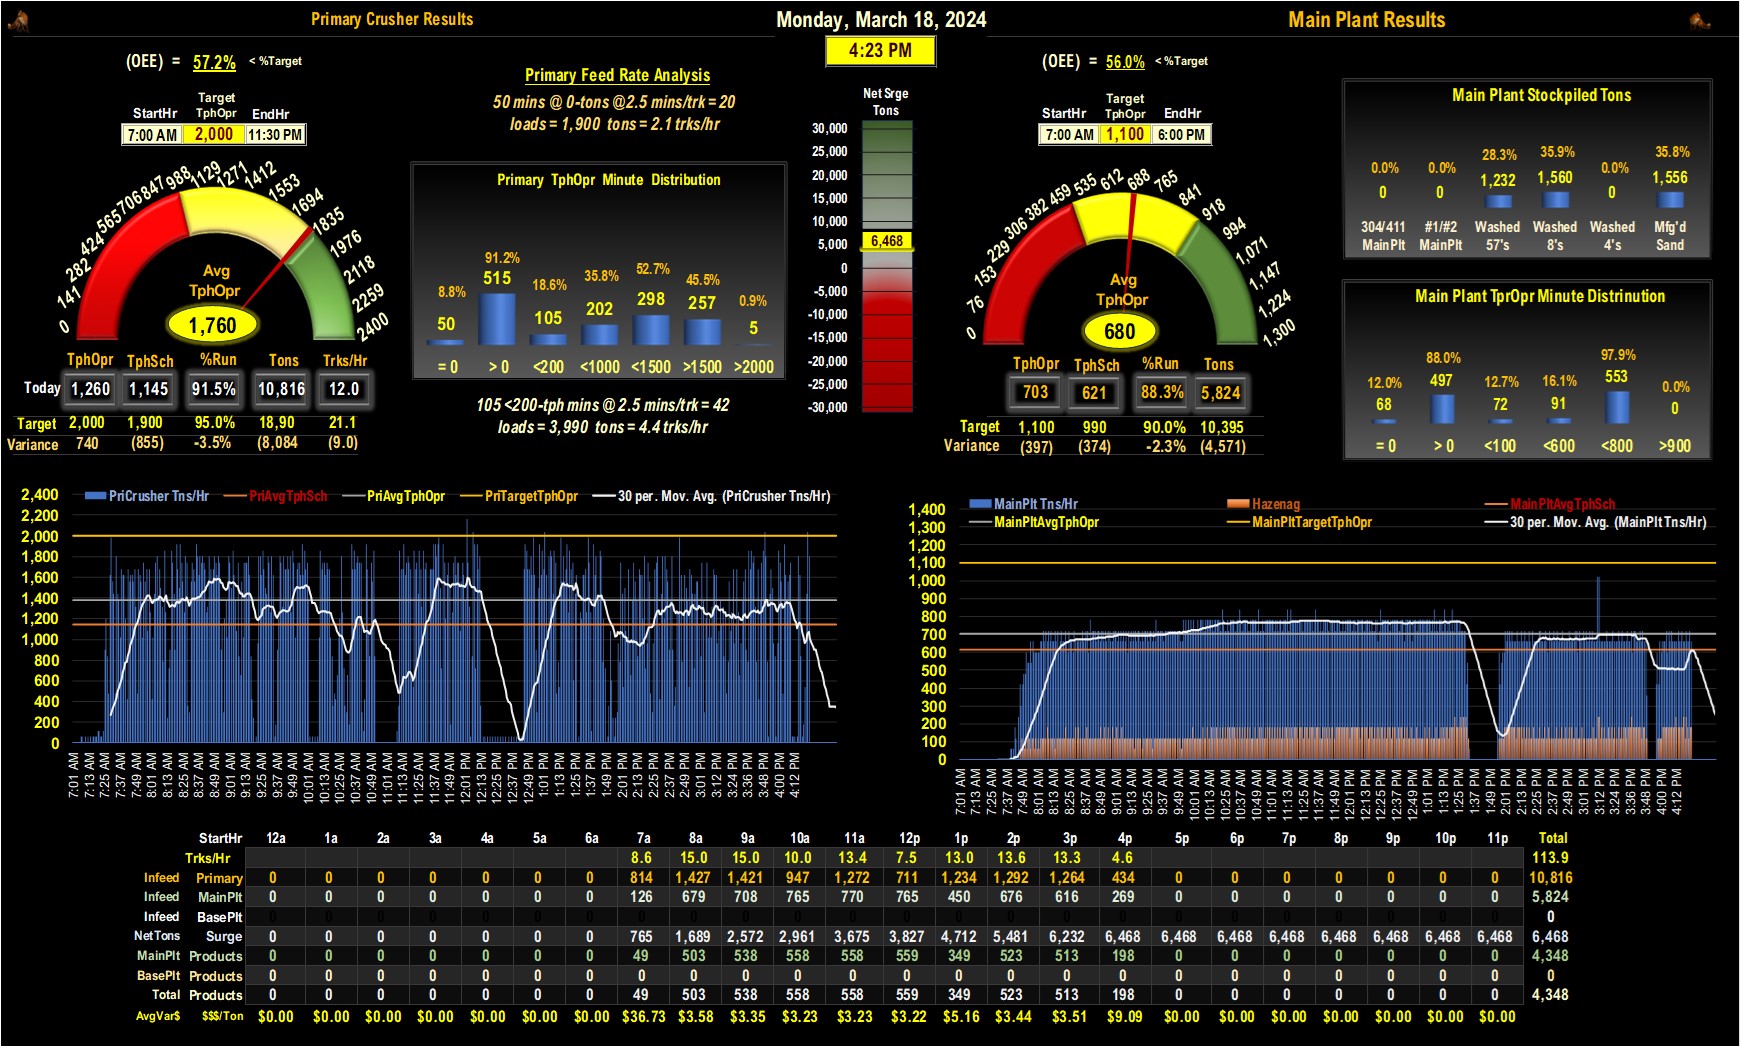 Primary Crusher Results
Monday, March 18, 2024
Main Plant Results
4:23 PM
(OEE) = 57.2% < %Target
StartHr Target TphOpr EndHr
7:00 AM 2,000 11:30 PM
0 141 282 424 565 706 847 988 1129 1271 1412 1553 1694 1835 1976 2118 2259 2400
Avg
TphOpr
1,760
TphOpr TphSch %Run Tons Trks/Hr
Today 1,260 1,145 91.5% 10,816 12.0
Target 2,000 1,900 95.0% 18,90 21.1
Variance 740 (855) -3.5% (8,084 (9.0)
Primary Feed Rate Analysis
50 mins @ 0-tons @2.5 mins/trk = 20
loads = 1,900 tons = 2.1 trks/hr
Primary TphOpr Minute Distribution
8.8% 91.2% 18.6% 35.8% 52.7% 45.5% 0.9%
50 515 105 202 298 257 5
= 0 > 0 <200 <1000 <1500 >1500 >2000
105 <200-tph mins @ 2.5 mins/trk = 42
loads = 3,990 tons = 4.4 trks/hr
Net Srge
Tons
30,000
25,000
20,000
15,000
10,000
5,000
0
-5,000
-10,000
-15,000
-20,000
-25,000
-30,000
6,468
(OEE) = 56.0% < %Target
StartHr Target TphOpr EndHr
7:00 AM 1,100 6:00 PM
0 76 153 229 306 382 459 535 612 688 765 841 918 994 1,071 1,147 1,224 1,300
Avg
TphOpr
680
TphOpr TphSch %Run Tons
703 621 88.3% 5,824
Target 1,100 990 90.0% 10,395
Variance (397) (374) -2.3% (4,571)
Main Plant Stockpiled Tons
0.0% 0.0% 28.3% 35.9% 0.0% 35.8%
0 0 1,232 1,560 0 1,556
304/411 #1/#2 Washed Washed Washed Mfg'd
MainPlt MainPlt 57's 8's 4's Sand
Main Plant TprOpr Minute Distrinution
12.0% 88.0% 12.7% 16.1% 97.9% 0.0%
68 497 72 91 553 0
= 0 > 0 <100 <600 <800 >900
PriCrusher Tns/Hr PriAvgTphSch PriAvgTphOpr PriTargetTphOpr 30 per. Mov. Avg. (PriCrusher Tns/Hr)
2,400
2,200
2,000
1,800
1,600
1,400
1,200
1,000
800
600
400
200
0
7:01 AM 7:13 AM 7:25 AM 7:37 AM 7:49 AM 8:01 AM 8:13 AM 8:25 AM 8:37 AM 8:49 AM 9:01 AM 9:13 AM 9:25 AM 9:37 AM 9:49 AM 10:01 AM 10:13 AM 10:25 AM 10:37 AM 10:49 AM 11:01 AM 11:13 AM 11:25 AM 11:37 AM 11:49 AM 12:01 PM 12:13 PM 12:25 PM 12:37 PM 12:49 PM 1:01 PM 1:13 PM 1:25 PM 1:37 PM 1:49 PM 2:01 PM 2:13 PM 2:25 PM 2:37 PM 2:49 PM 3:01 PM 3:12 PM 3:24 PM 3:36 PM 3:48 PM 4:00 PM 4:12 PM
MainPlt Tns/Hr Hazenag MainPltAvgTphSch
MainPltAvgTphOpr MainPltTargetTphOpr 30 per. Mov. Avg. (MainPlt Tns/Hr)
1,400
1,300
1,200
1,100
1,000
900
800
700
600
500
400
300
200
100
0
7:01 AM 7:13 AM 7:25 AM 7:37 AM 7:49 AM 8:01 AM 8:13 AM 8:25 AM 8:37 AM 8:49 AM 9:01 AM 9:13 AM 9:25 AM 9:37 AM 9:49 AM 10:01 AM 10:13 AM 10:25 AM 10:37 AM 10:49 AM 11:01 AM 11:13 AM 11:25 AM 11:37 AM 11:49 AM 12:01 PM 12:13 PM 12:25 PM 12:37 PM 12:49 PM 1:01 PM 1:13 PM 1:25 PM 1:37 PM 1:49 PM 2:01 PM 2:13 PM 2:25 PM 2:37 PM 2:49 PM 3:01 PM 3:12 PM 3:24 PM 3:36 PM 3:48 PM 4:00 PM 4:12 PM
StartHr 12a 1a 2a 3a 4a 5a 6a 7a 8a 9a 10a 11a 12p 1p 2p 3p 4p 5p 6p 7p 8p 9p 10p 11p Total
Trks/Hr 8.6 15.0 15.0 10.0 13.4 7.5 13.0 13.6 13.3 4.6 113.9
Infeed Primary 0 0 0 0 0 0 0 814 1,427 1,421 947 1,272 711 1,234 1,292 1,264 434 0 0 0 0 0 0 0 10,816
Infeed MainPlt 0 0 0 0 0 0 0 126 679 708 765 770 765 450 676 616 269 0 0 0 0 0 0 0 5,824
Infeed BasePlt 0 0 0 0 0 0 0 0 0 0 0 0 0 0 0 0 0 0 0 0 0 0 0 0 0
NetTons Surge 0 0 0 0 0 0 0 765 1,689 2,572 2,961 3,675 3,827 4,712 5,481 6,232 6,468 6,468 6,468 6,468 6,468 6,468 6,468 6,468 6,468
MainPlt Products 0 0 0 0 0 0 0 49 503 538 558 558 559 349 523 513 198 0 0 0 0 0 0 0 4,348
BasePlt Products 0 0 0 0 0 0 0 0 0 0 0 0 0 0 0 0 0 0 0 0 0 0 0 0 0
Total Products 0 0 0 0 0 0 0 49 503 538 558 558 559 349 523 513 198 0 0 0 0 0 0 0 4,348
AvgVar$ $$$/Ton $0.00 $0.00 $0.00 $0.00 $0.00 $0.00 $0.00 $36.73 $3.58 $3.35 $3.23 $3.23 $3.22 $5.16 $3.44 $3.51 $9.09 $0.00 $0.00 $0.00 $0.00 $0.00 $0.00 $0.00